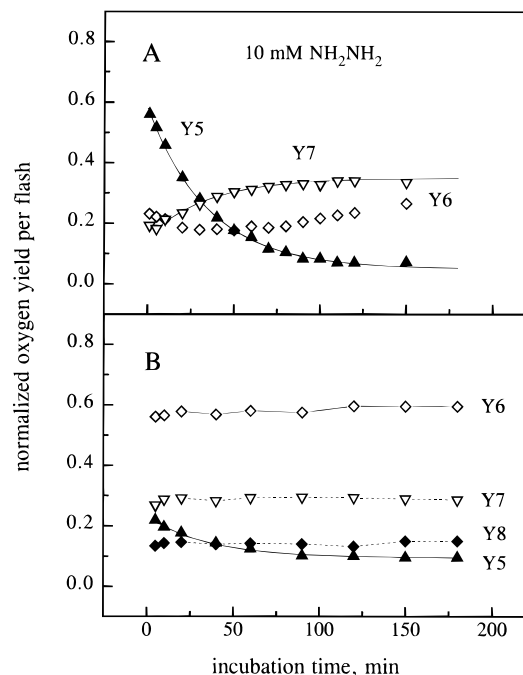 A
10 mM NH2NH2
0.8
Y5
0.6
Y7
0.4
Y6
0.2
0.0
normalized oxygen yield per flash
B
0.8
Y6
0.6
0.4
Y7
0.2
Y8
Y5
0.0
0 50 100 150 200
incubation time, min